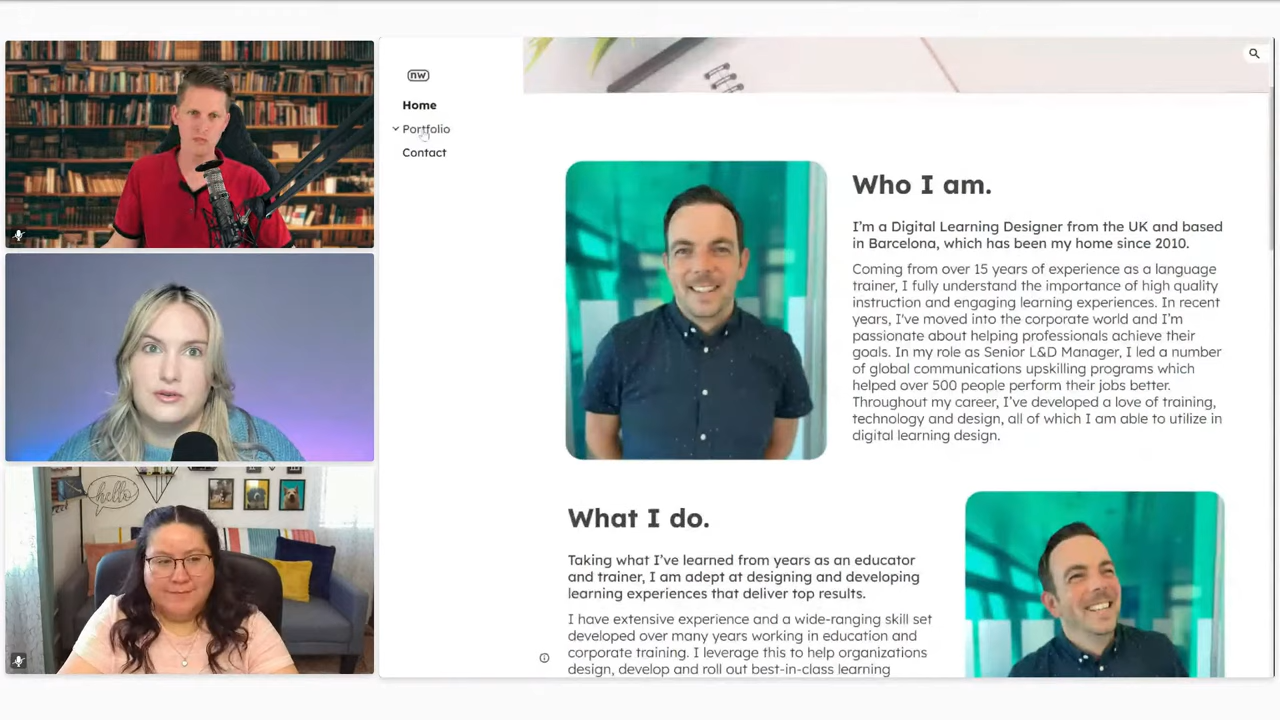 nw
Home
Portfolio
Contact
Who I am.
I’m a Digital Learning Designer from the UK and based
in Barcelona, which has been my home since 2010.
Coming from over 15 years of experience as a language
trainer, I fully understand the importance of high quality
instruction and engaging learning experiences. In recent
years, I've moved into the corporate world and I’m
passionate about helping professionals achieve their
goals. In my role as Senior L&D Manager, I led a number
of global communications upskilling programs which
helped over 500 people perform their jobs better.
Throughout my career, I’ve developed a love of training,
technology and design, all of which I am able to utilize in
digital learning design.
What I do.
Taking what I’ve learned from years as an educator
and trainer, I am adept at designing and developing
learning experiences that deliver top results.
I have extensive experience and a wide-ranging skill set
developed over many years working in education and
corporate training. I leverage this to help organizations
design, develop and roll out best-in-class learning
hello